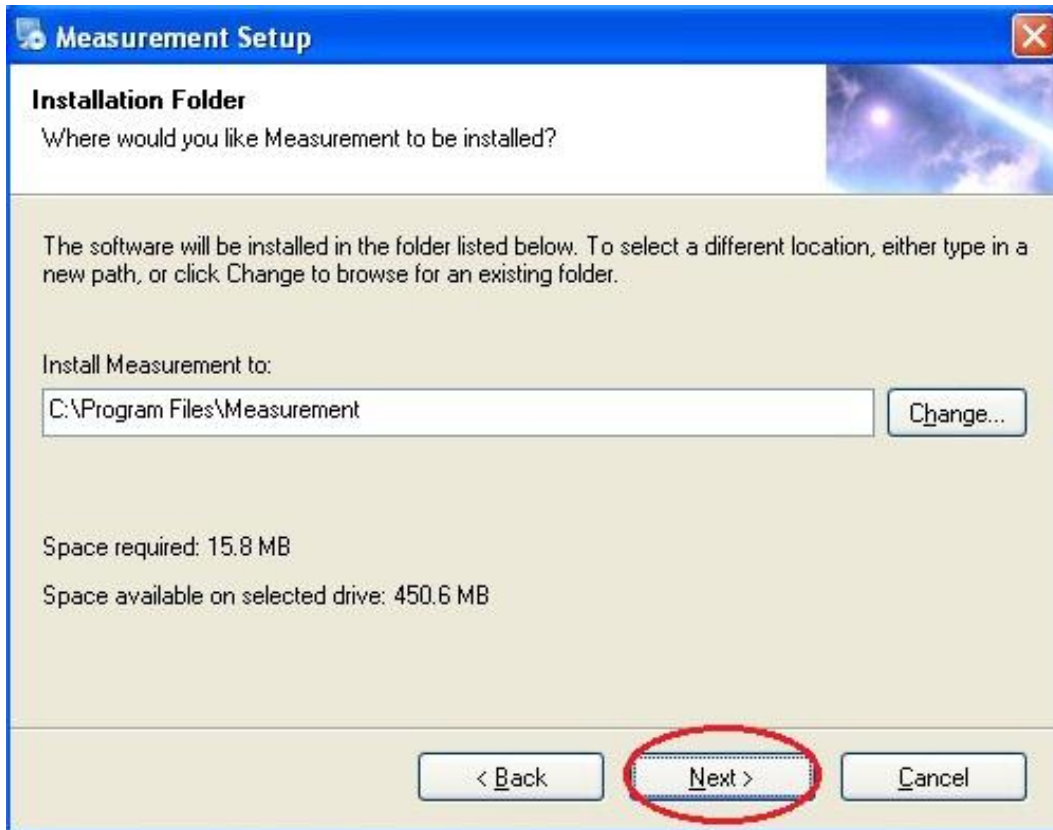 Measurement Setup
Installation Folder
Where would you like Measurement to be installed?
The software will be installed in the folder listed below. To select a different location, either type in a
new path, or click Change to browse for an existing folder.
Install Measurement to:
C:\Program Files\Measurement
Change...
Space required: 15.8 MB
Space available on selected drive: 450.6 MB
< Back
Next >
Cancel